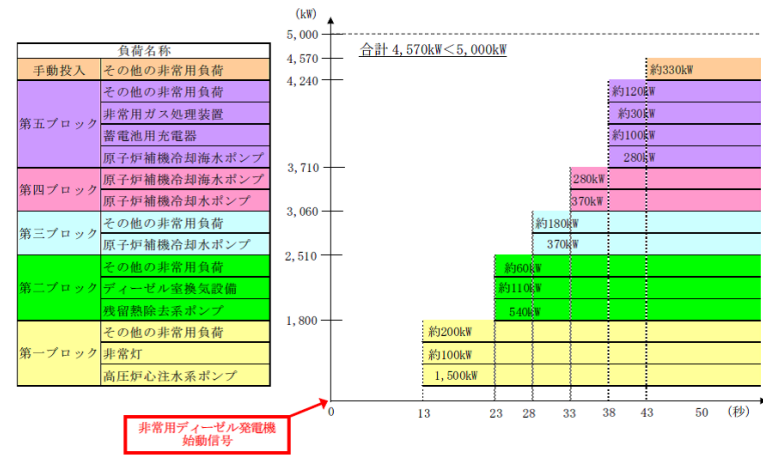 (kW)
5,000
合計 4,570kW＜5,000kW
負荷名称
4,570
手動投入 その他の非常用負荷 約330kW
4,240
第五ブロック
その他の非常用負荷 約120kW
非常用ガス処理装置 約30kW
蓄電池用充電器 約100kW
原子炉補機冷却海水ポンプ 280kW
3,710
第四ブロック
原子炉補機冷却海水ポンプ 280kW
原子炉補機冷却水ポンプ 370kW
3,060
第三ブロック
その他の非常用負荷 約180kW
原子炉補機冷却水ポンプ 370kW
2,510
第二ブロック
その他の非常用負荷 約60kW
ディーゼル室換気設備 約110kW
残留熱除去系ポンプ 540kW
1,800
第一ブロック
その他の非常用負荷 約200kW
非常灯 約100kW
高圧炉心注水系ポンプ 1,500kW
0 13 23 28 33 38 43 50 (秒)
非常用ディーゼル発電機
始動信号